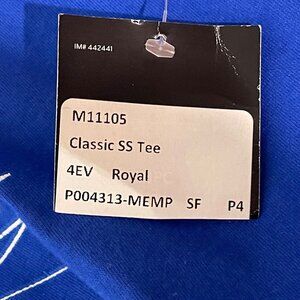 IM# 442441
M11105
Classic SS Tee
4EV Royal
P004313-MEMP SF P4